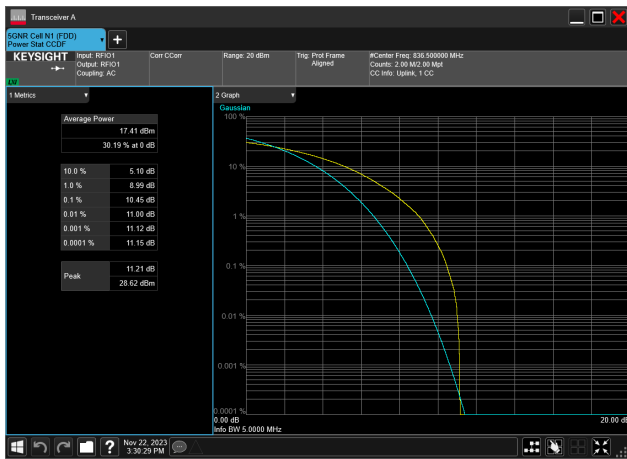 Transceiver A
5GNR Cell N1 (FDD)
Power Stat CCDF
KEYSIGHT
LXI
Input: RFIO1
Output: RFIO1
Coupling: AC
Corr CCorr
Range: 20 dBm
Trig: Prot Frame
Aligned
#Center Freq: 836.500000 MHz
Counts: 2.00 M/2.00 Mpt
CC Info: Uplink, 1 CC
1 Metrics
Average Power
17.41 dBm
30.19 % at 0 dB
10.0 % 5.10 dB
1.0 % 8.99 dB
0.1 % 10.45 dB
0.01 % 11.00 dB
0.001 % 11.12 dB
0.0001 % 11.15 dB
Peak 11.21 dB
28.62 dBm
2 Graph
Gaussian
100 %
10 %
1 %
0.1 %
0.01 %
0.001 %
0.0001 %
0.00 dB 20.00 dB
Info BW 5.0000 MHz
Nov 22, 2023
3:30:29 PM